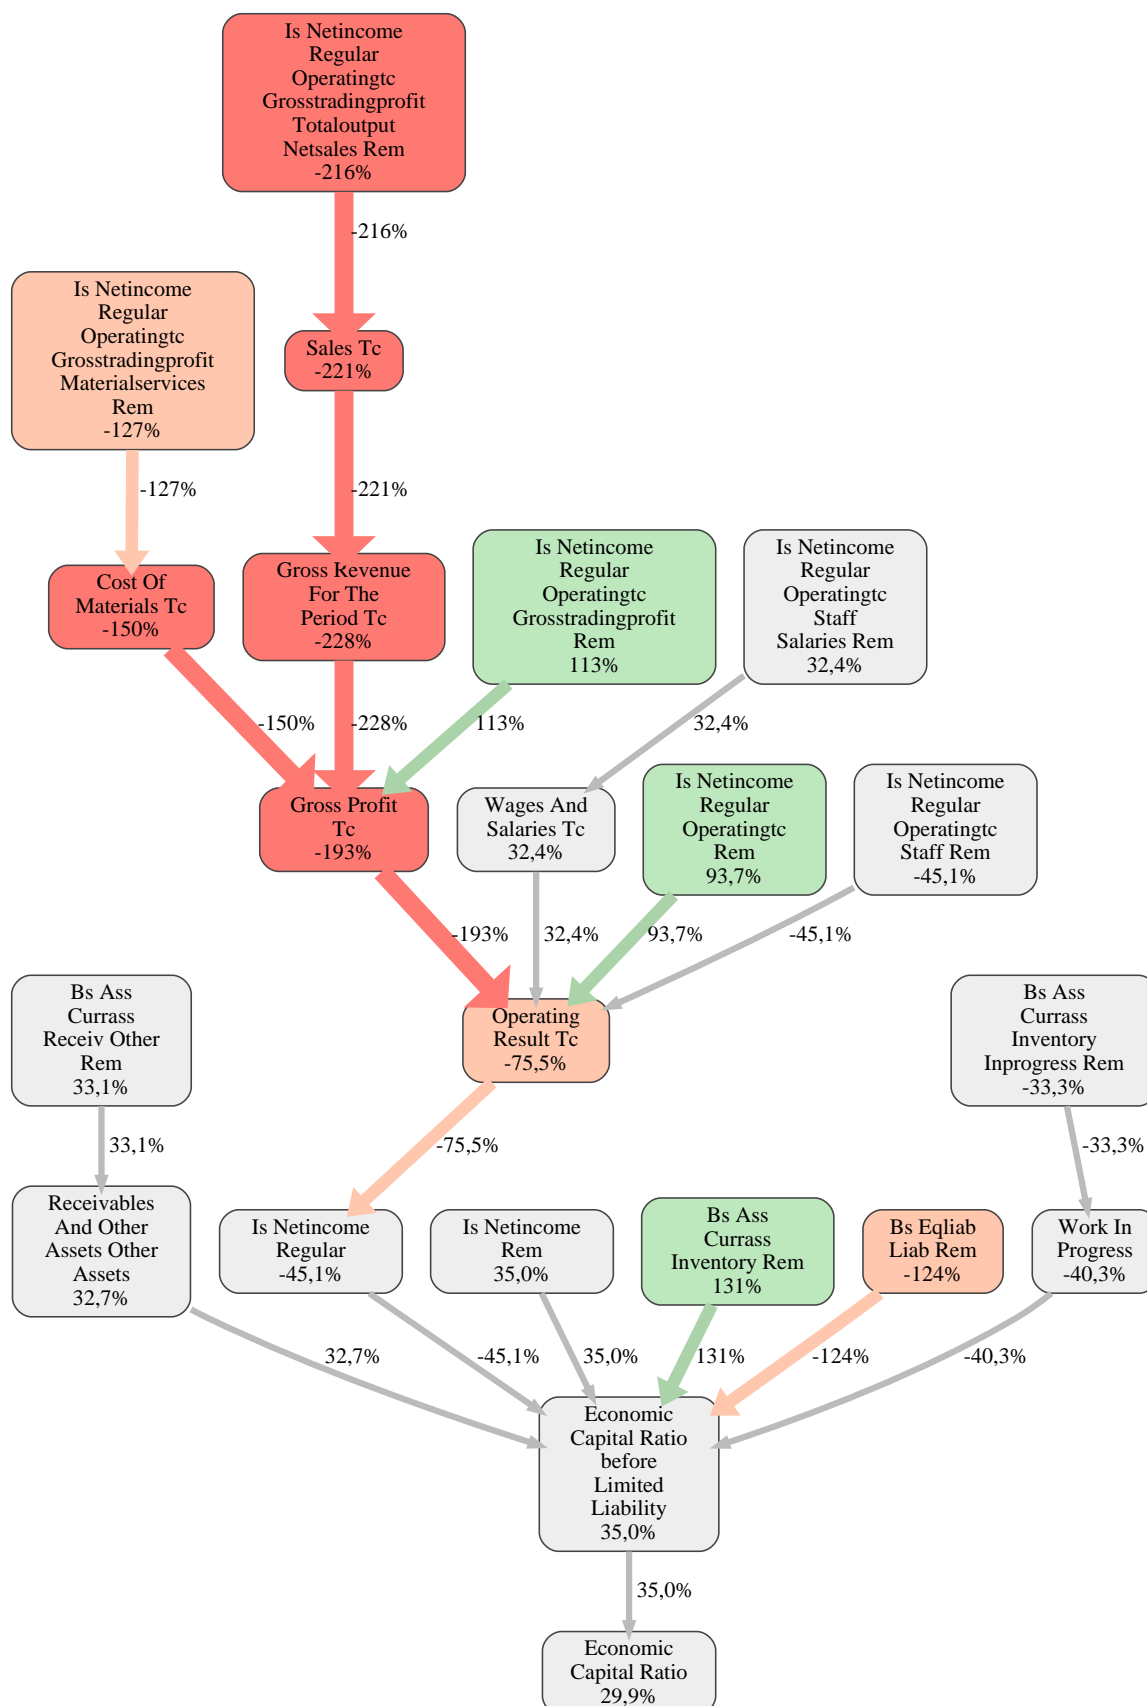 Is Netincome
Regular
Operatingtc
Grosstradingprofit
Totaloutput
Netsales Rem
-216%
-216%
Is Netincome
Regular
Operatingtc
Grosstradingprofit
Materialservices
Rem
-127%
Sales Tc
-221%
-127%
-221%
Cost Of
Materials Tc
-150%
Gross Revenue
For The
Period Tc
-228%
Is Netincome
Regular
Operatingtc
Grosstradingprofit
Rem
113%
Is Netincome
Regular
Operatingtc
Staff
Salaries Rem
32,4%
-150%
-228%
113%
32,4%
Gross Profit
Tc
-193%
Wages And
Salaries Tc
32,4%
Is Netincome
Regular
Operatingtc
Rem
93,7%
Is Netincome
Regular
Operatingtc
Staff Rem
-45,1%
-193%
32,4%
93,7%
-45,1%
Bs Ass
Currass
Receiv Other
Rem
33,1%
Operating
Result Tc
-75,5%
Bs Ass
Currass
Inventory
Inprogress Rem
-33,3%
33,1%
-75,5%
-33,3%
Receivables
And Other
Assets Other
Assets
32,7%
Is Netincome
Regular
-45,1%
Is Netincome
Rem
35,0%
Bs Ass
Currass
Inventory Rem
131%
Bs Eqliab
Liab Rem
-124%
Work In
Progress
-40,3%
32,7%
-45,1%
35,0%
131%
-124%
-40,3%
Economic
Capital Ratio
before
Limited
Liability
35,0%
35,0%
Economic
Capital Ratio
29,9%